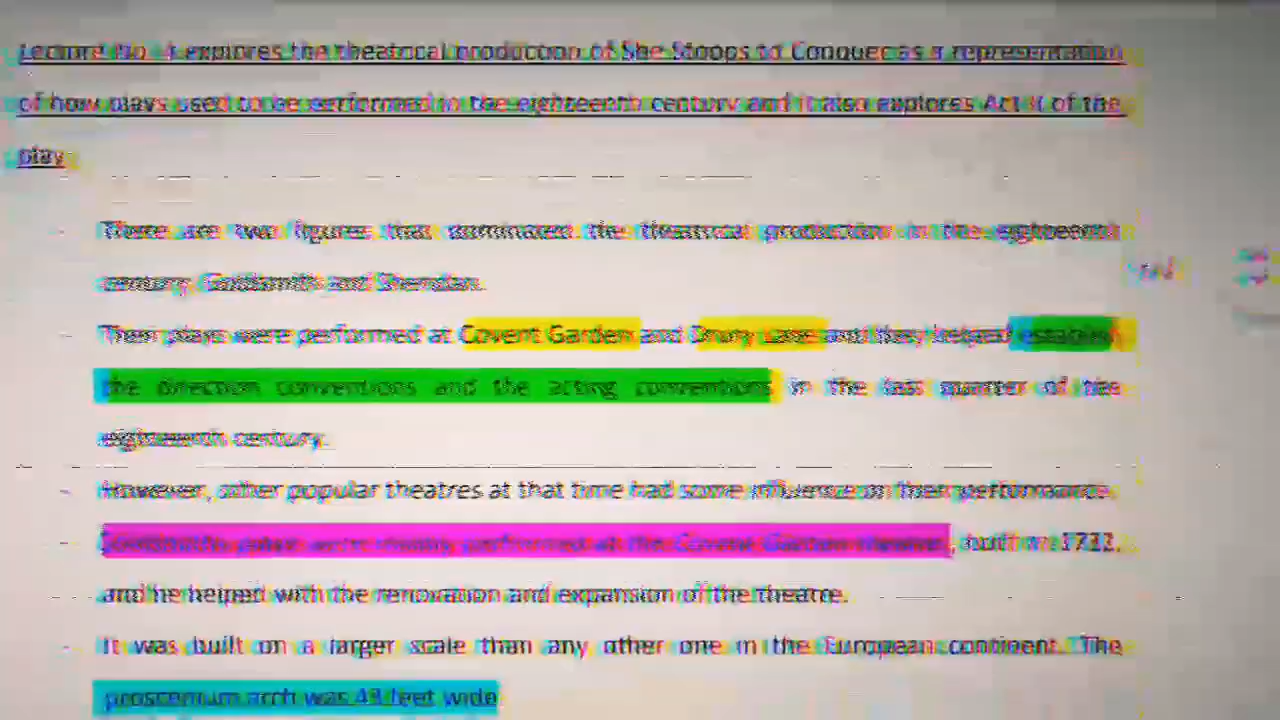 Lecture No. explores the theatrical production of She Stoops to Conquer as a representation
of how plays used to be performed in the eighteenth century and it also explores Act II of the
play
- There are two figures that dominated the theatrical production in the eighteenth
century, Goldsmith and Sheridan.
- Their plays were performed at Covent Garden and Drury Lane and they helped establish
the direction conventions and the acting conventions in the last quarter of the
eighteenth century.
- However, other popular theatres at that time had some influence on their performance.
- Goldsmith's plays were mainly performed at the Covent Garden theatre, built in
and he helped with the renovation and expansion of the theatre.
- It was built on a larger scale than any other one in the European continent. The
proscenium arch was feet wide